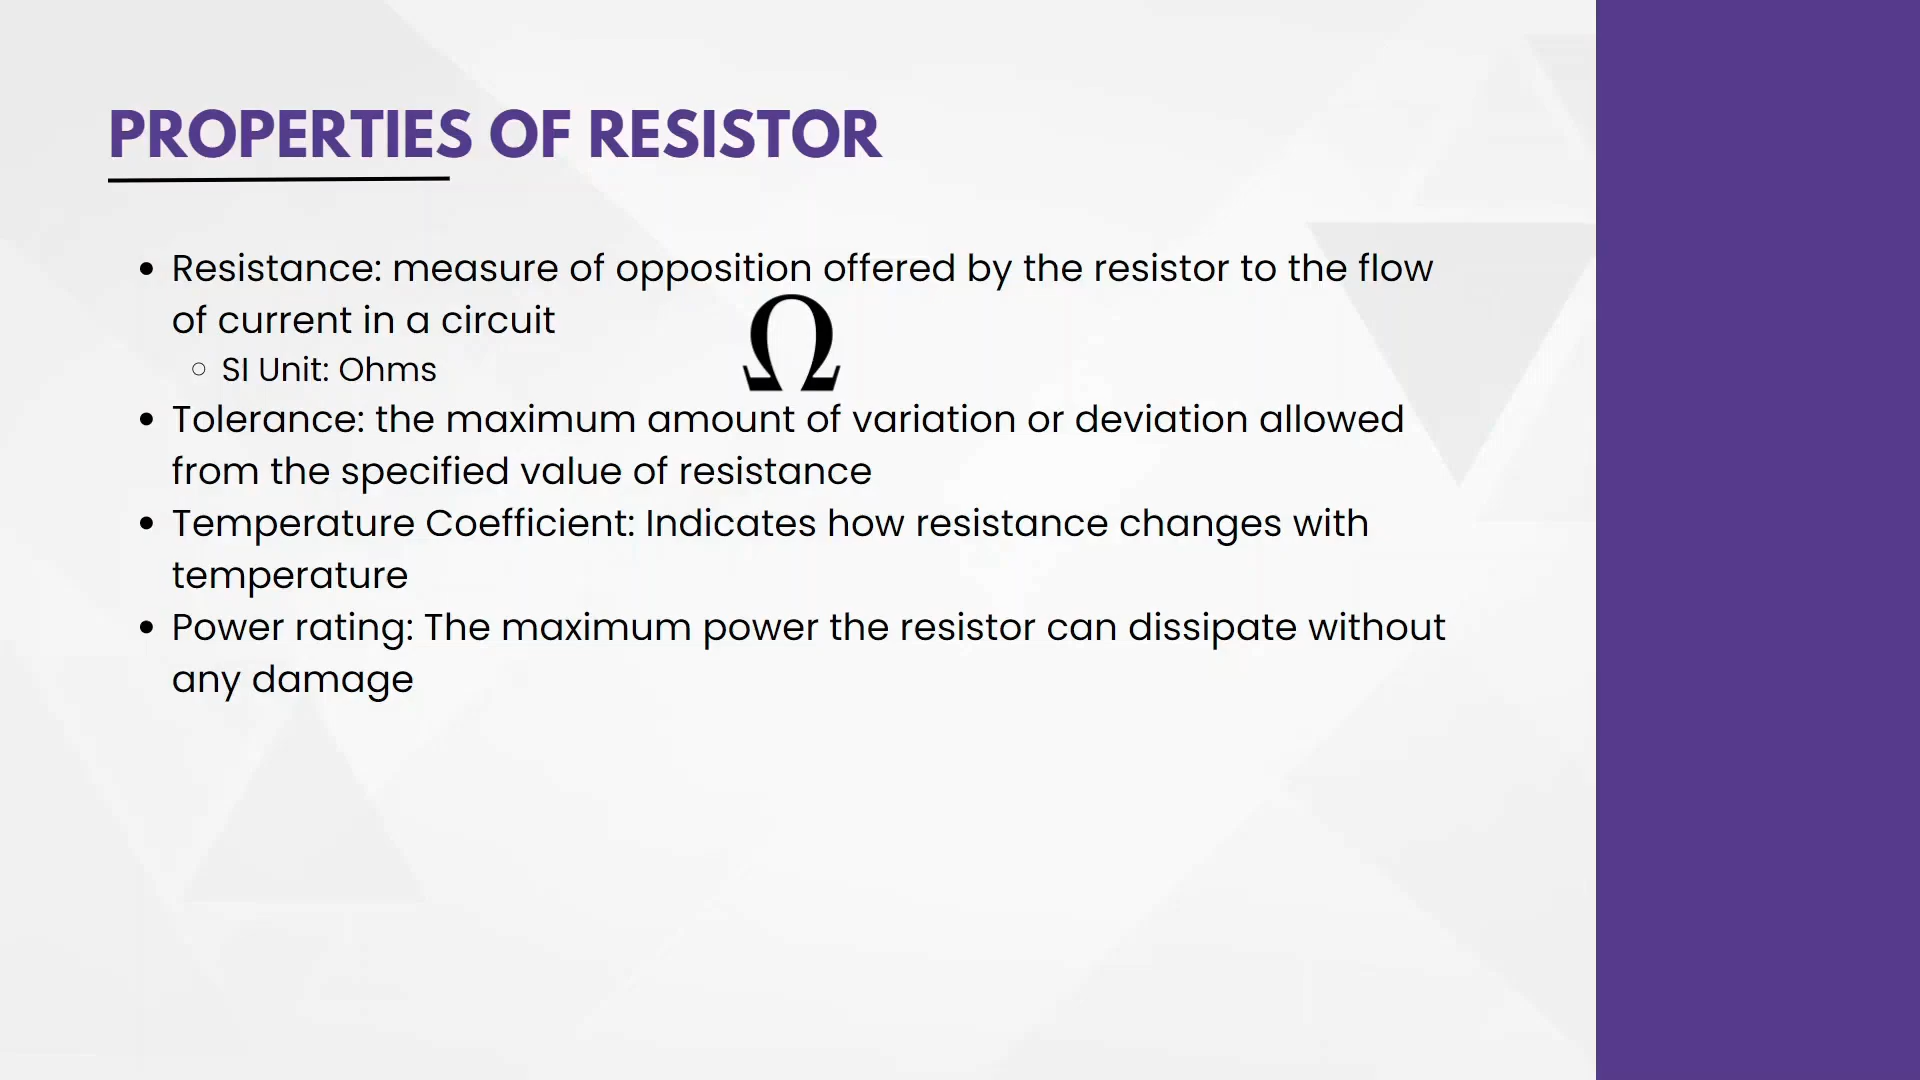 PROPERTIES OF RESISTOR
• Resistance: measure of opposition offered by the resistor to the flow
of current in a circuit
Ω
○ SI Unit: Ohms
• Tolerance: the maximum amount of variation or deviation allowed
from the specified value of resistance
• Temperature Coefficient: Indicates how resistance changes with
temperature
• Power rating: The maximum power the resistor can dissipate without
any damage